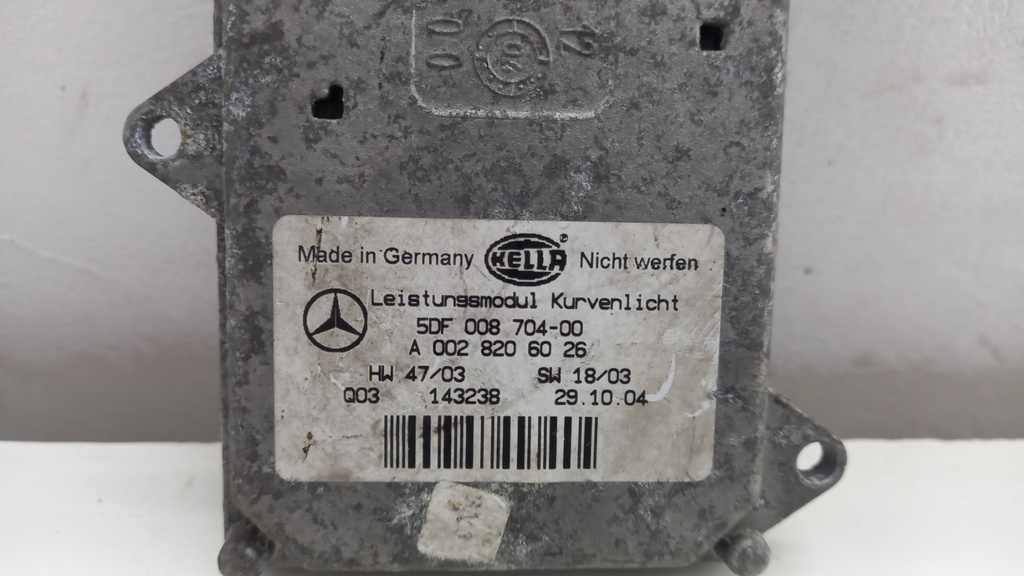 Made in Germany HELLA ® Nicht werfen
Leistungsmodul Kurvenlicht
5DF 008 704-00
A 002 820 60 26
HW 47/03 SW 18/03
Q03 143238 29.10.04